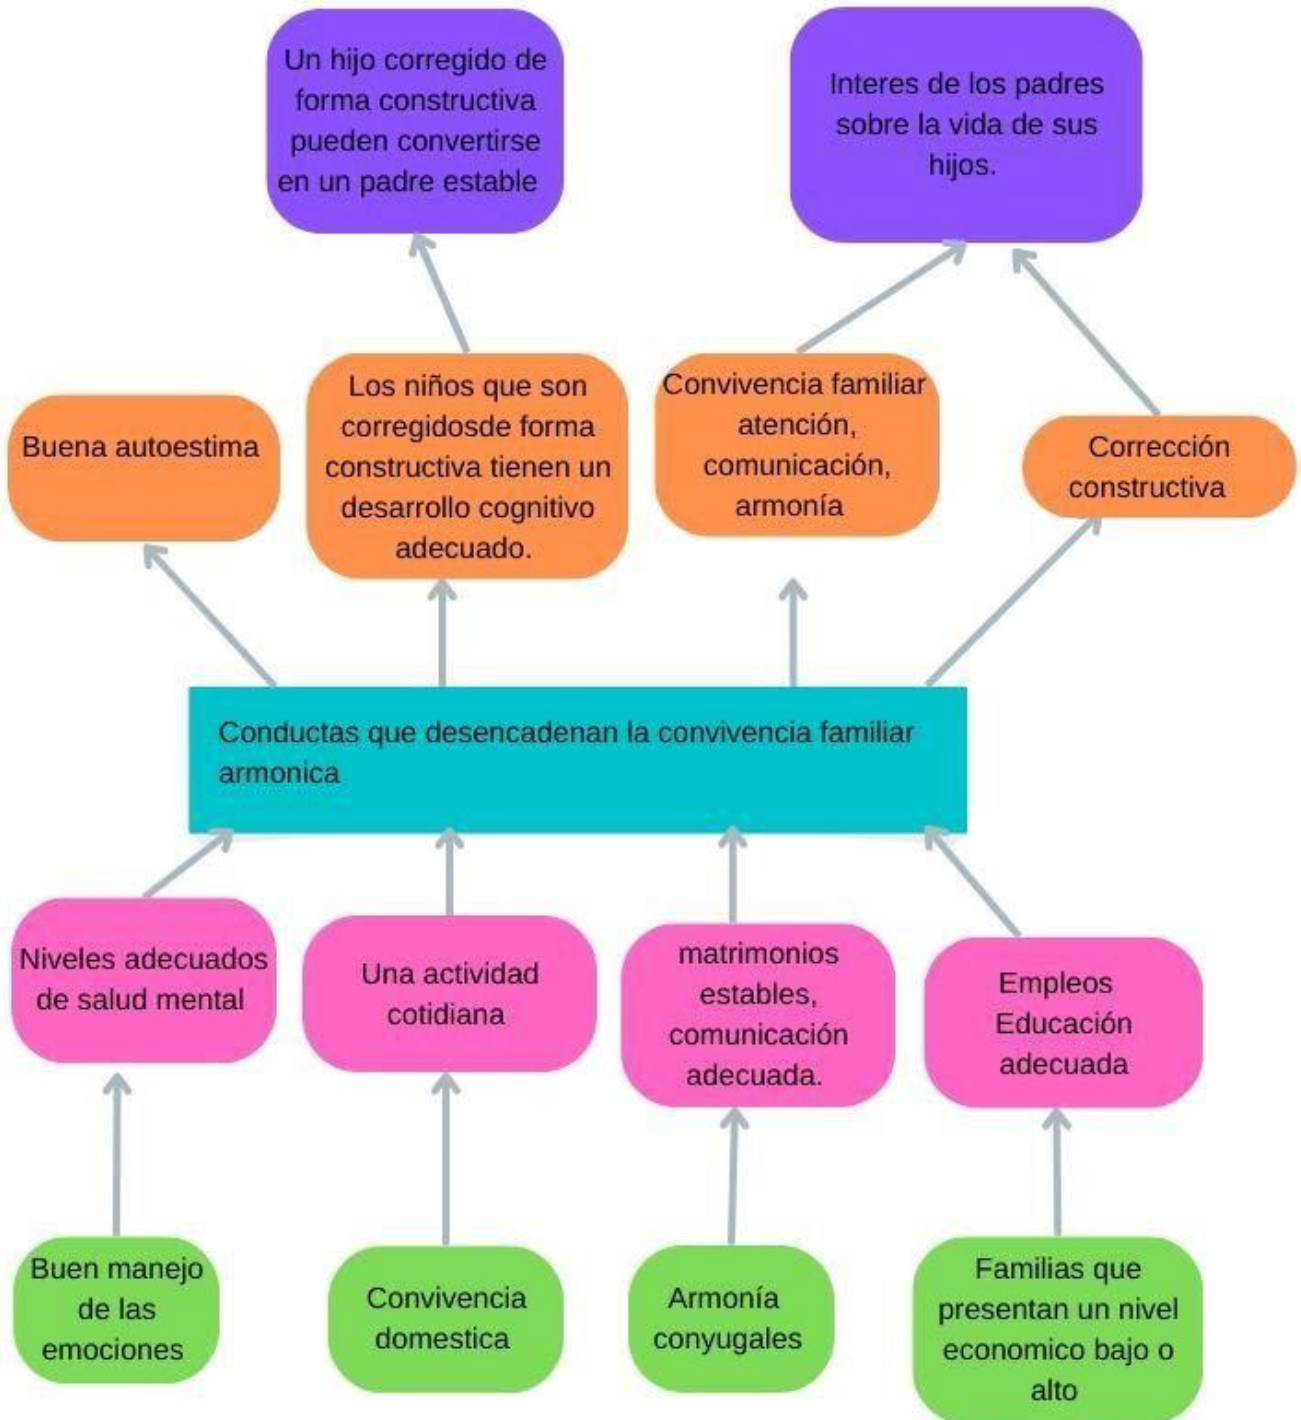 Un hijo corregido de
forma constructiva
pueden convertirse
en un padre estable
Interes de los padres
sobre la vida de sus
hijos.
Buena autoestima
Los niños que son
corregidosde forma
constructiva tienen un
desarrollo cognitivo
adecuado.
Convivencia familiar
atención,
comunicación,
armonía
Corrección
constructiva
Conductas que desencadenan la convivencia familiar
armonica
Niveles adecuados
de salud mental
Una actividad
cotidiana
matrimonios
estables,
comunicación
adecuada.
Empleos
Educación
adecuada
Buen manejo
de las
emociones
Convivencia
domestica
Armonía
conyugales
Familias que
presentan un nivel
economico bajo o
alto